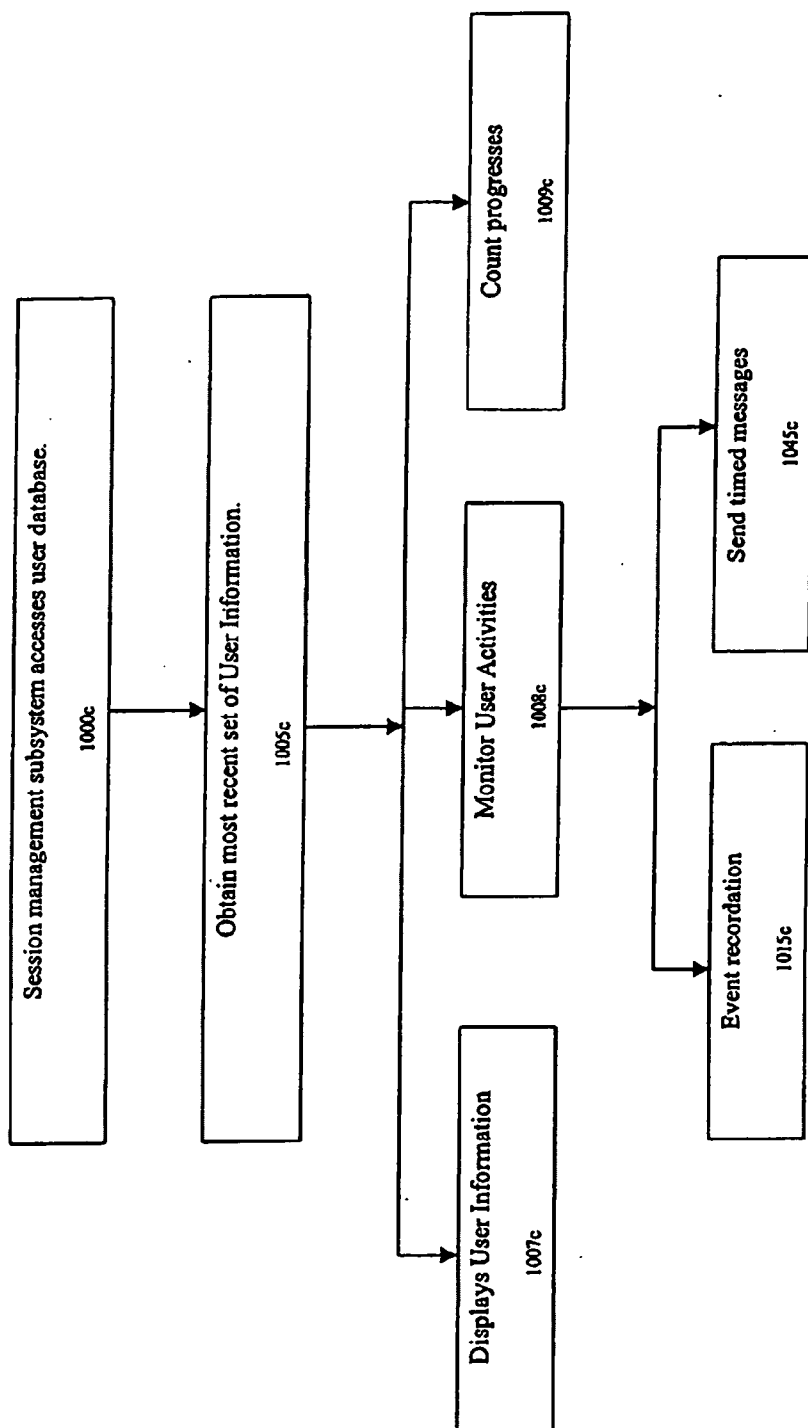 Session management subsystem accesses user database.
1000c
Obtain most recent set of User Information.
1005c
Displays User Information
1007c
Monitor User Activities
1008c
Count progresses
1009c
Event recordation
1015c
Send timed messages
1045c